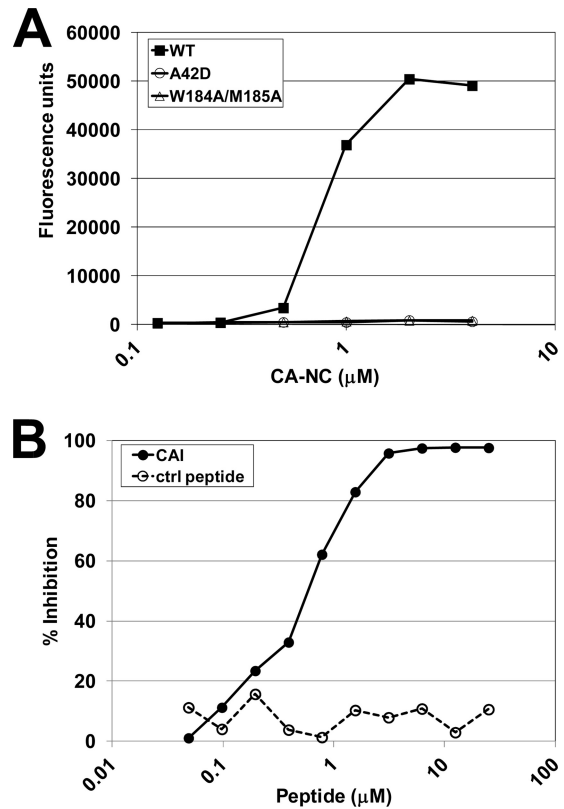 A
60000
50000
40000
30000
20000
10000
0
Fluorescence units
WT
A42D
W184A/M185A
0.1
1
10
CA-NC (μM)
B
100
80
60
40
20
0
% Inhibition
CAI
ctrl peptide
0.01
0.1
1
10
100
Peptide (μM)